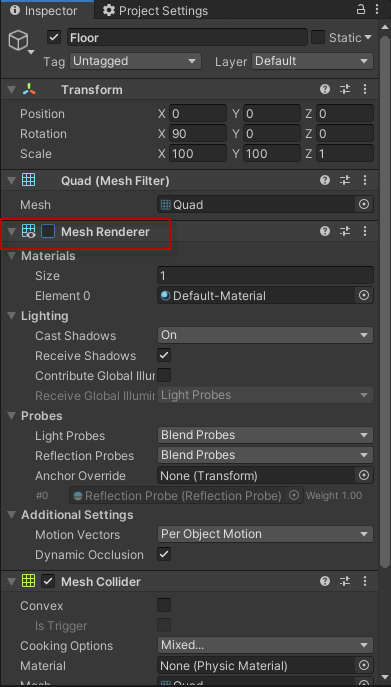 Inspector Project Settings
Floor Static
Tag Untagged Layer Default
Transform
Position X 0 Y 0 Z 0
Rotation X 90 Y 0 Z 0
Scale X 100 Y 100 Z 1
Quad (Mesh Filter)
Mesh Quad
Mesh Renderer
Materials
Size 1
Element 0 Default-Material
Lighting
Cast Shadows On
Receive Shadows
Contribute Global Illur
Receive Global Illumin Light Probes
Probes
Light Probes Blend Probes
Reflection Probes Blend Probes
Anchor Override None (Transform)
#0 Reflection Probe (Reflection Probe) Weight 1.00
Additional Settings
Motion Vectors Per Object Motion
Dynamic Occlusion
Mesh Collider
Convex
Is Trigger
Cooking Options Mixed...
Material None (Physic Material)
Mesh Quad